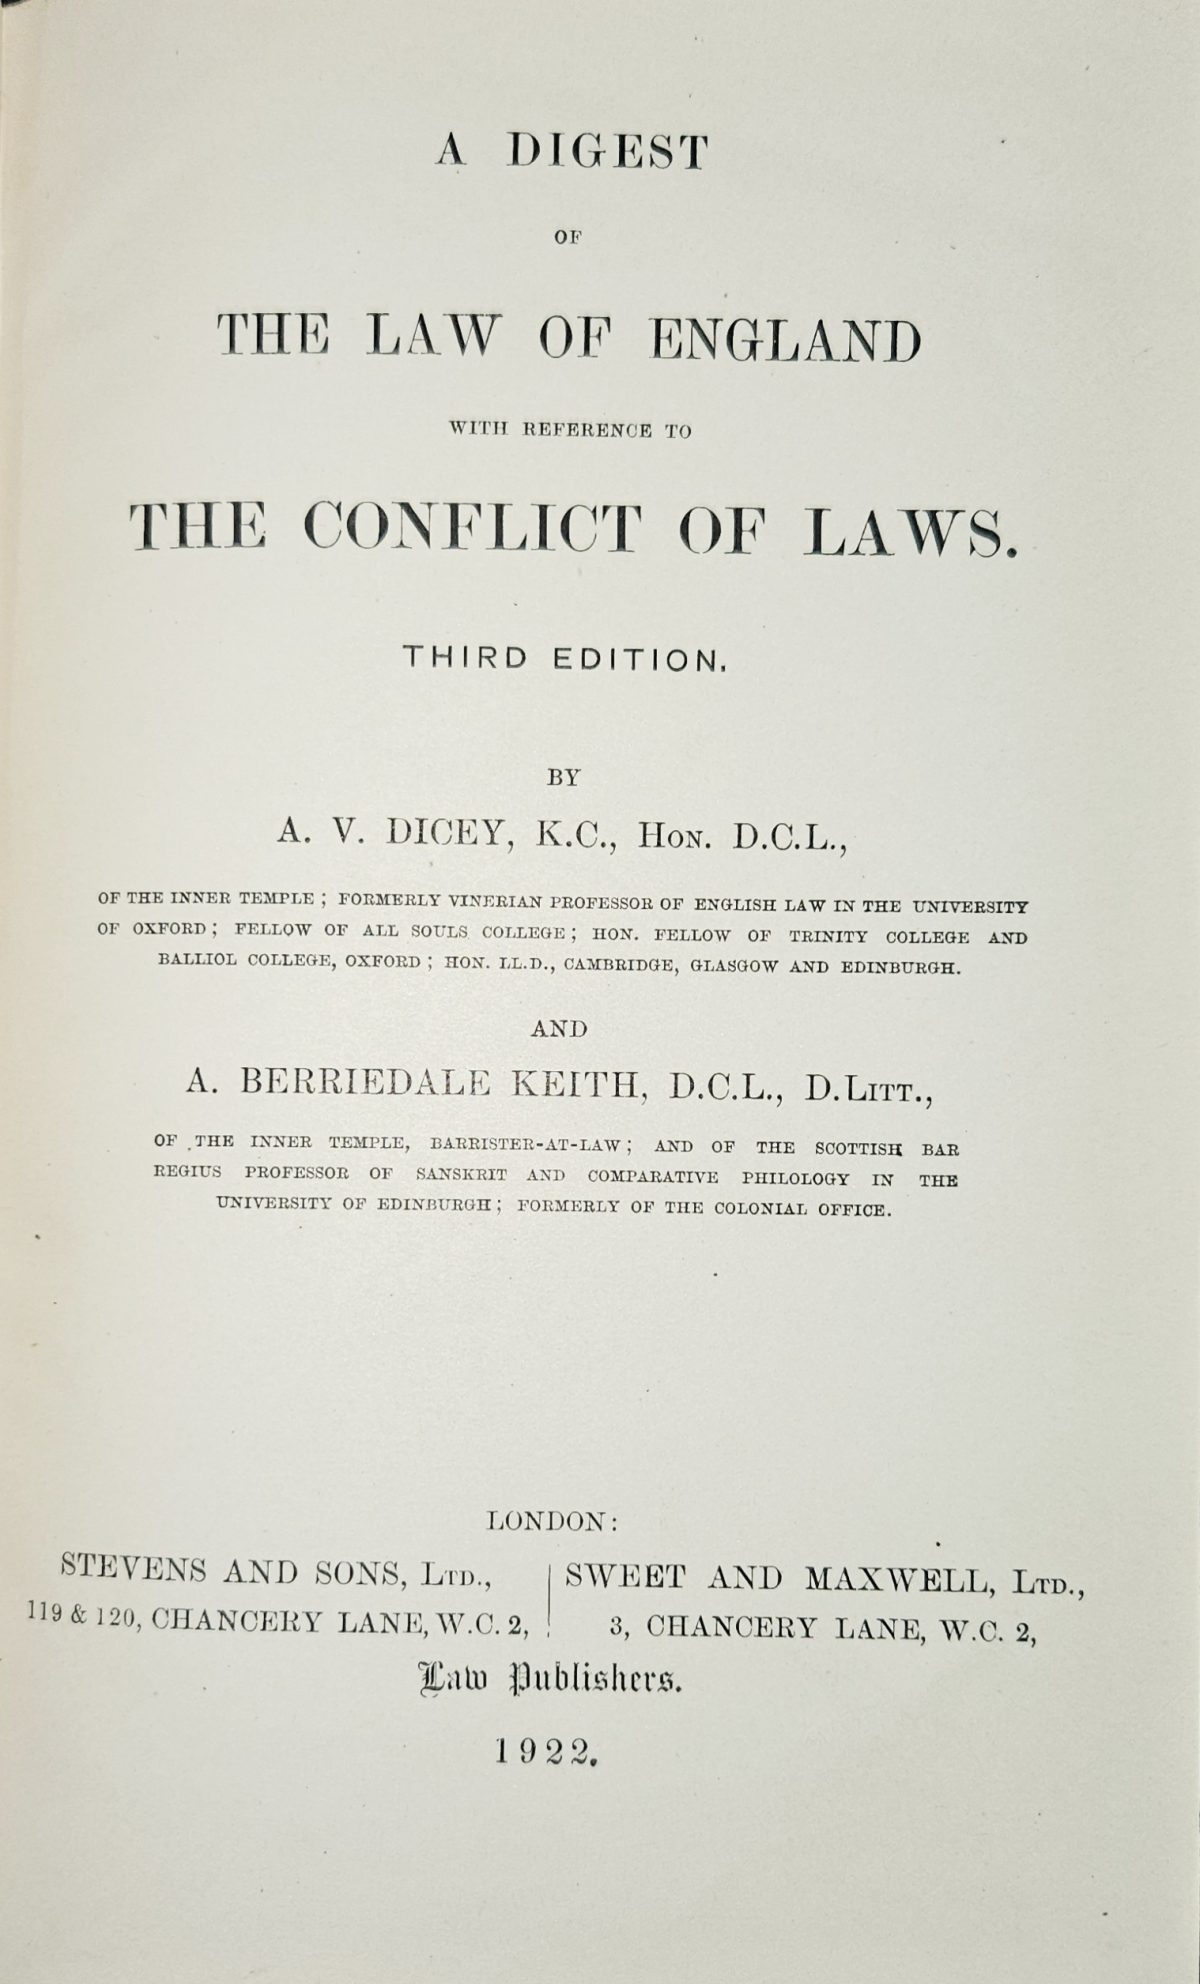 A DIGEST
OF
THE LAW OF ENGLAND
WITH REFERENCE TO
THE CONFLICT OF LAWS.
THIRD EDITION.
BY
A. V. DICEY, K.C., HON. D.C.L.,
OF THE INNER TEMPLE; FORMERLY VINERIAN PROFESSOR OF ENGLISH LAW IN THE UNIVERSITY
OF OXFORD; FELLOW OF ALL SOULS COLLEGE; HON. FELLOW OF TRINITY COLLEGE AND
BALLIOL COLLEGE, OXFORD; HON. LL.D., CAMBRIDGE, GLASGOW AND EDINBURGH.
AND
A. BERRIEDALE KEITH, D.C.L., D.LITT.,
OF THE INNER TEMPLE, BARRISTER-AT-LAW; AND OF THE SCOTTISH BAR
REGIUS PROFESSOR OF SANSKRIT AND COMPARATIVE PHILOLOGY IN THE
UNIVERSITY OF EDINBURGH; FORMERLY OF THE COLONIAL OFFICE.
LONDON:
STEVENS AND SONS, LTD.,
119 & 120, CHANCERY LANE, W.C. 2,
SWEET AND MAXWELL, LTD.,
3, CHANCERY LANE, W.C. 2,
Law Publishers.
1922.